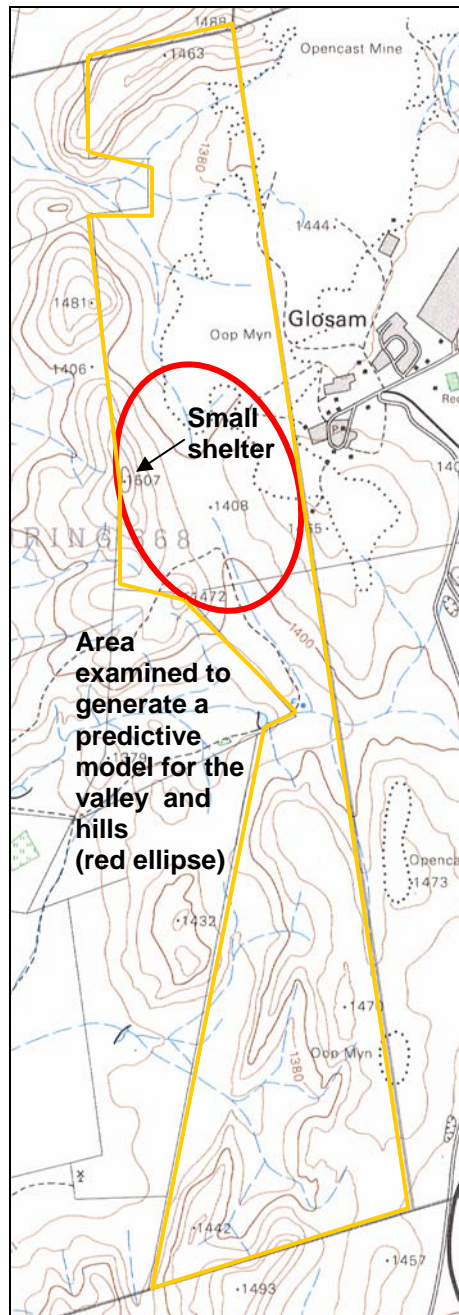 1488
1463
Opencast Mine
1380
1444
Glosam
1481
Oop Myn
1406
Small
shelter
1507
1408
1472
1400
Area
examined to
generate a
predictive
model for the
valley and
hills
(red ellipse)
Openca
1473
1432
1470
Oop Myn
1380
1442
1457
1493